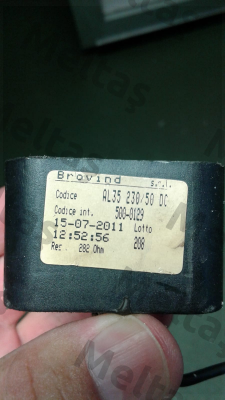 Brovind s.r.l.
Codice AL35 230/50 DC
Codice int. 500-0129
15-07-2011 Lotto
12:52:56 208
Res. 282.Ohm
Meltaş